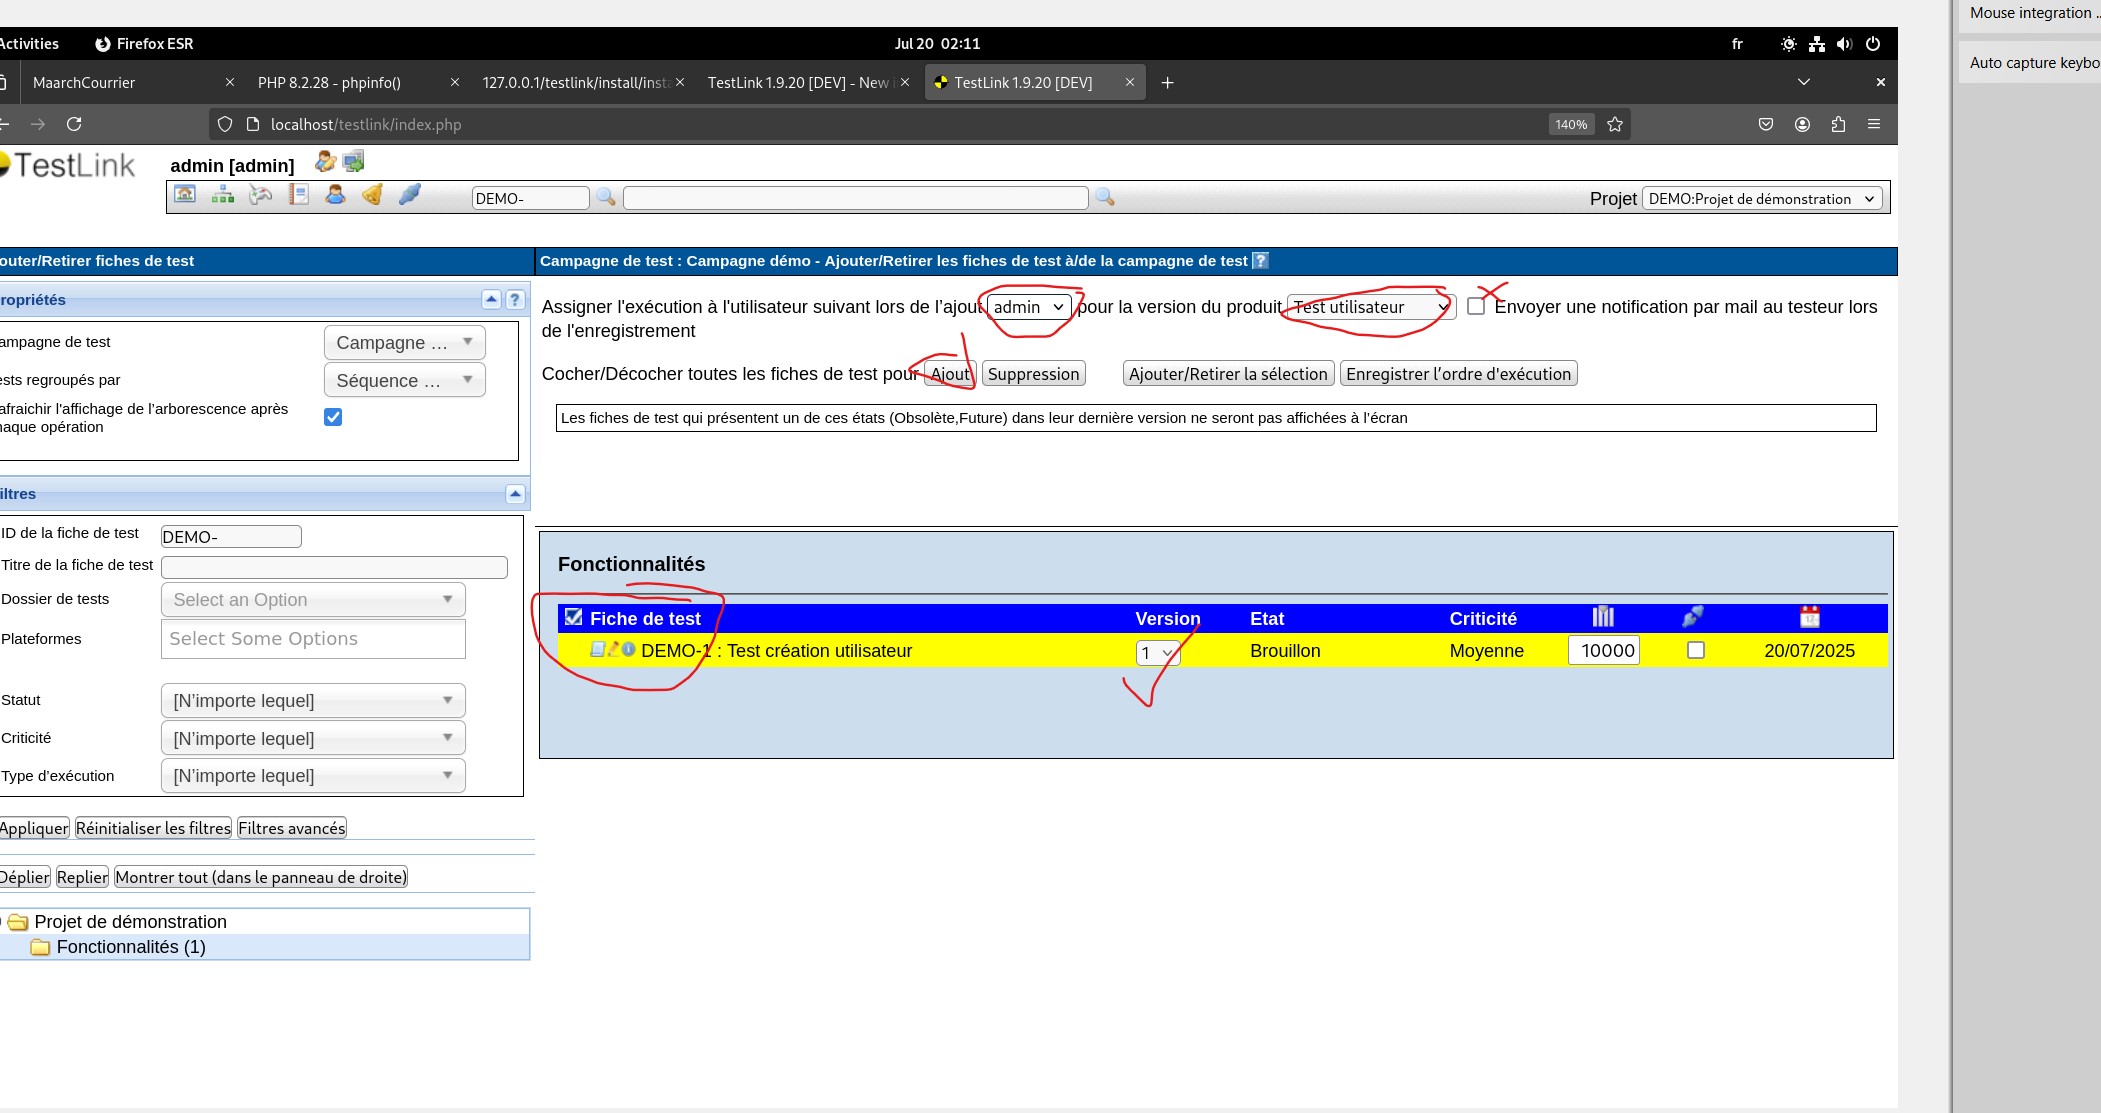 Mouse integration ..
Auto capture keybo
Activities Firefox ESR Jul 20 02:11 fr
MaarchCourrier PHP 8.2.28 - phpinfo() 127.0.0.1/testlink/install/insta TestLink 1.9.20 [DEV] - New i TestLink 1.9.20 [DEV]
localhost/testlink/index.php 140%
TestLink admin [admin]
DEMO- Projet DEMO:Projet de démonstration
outer/Retirer fiches de test
ropriétés
ampagne de test Campagne ...
ests regroupés par Séquence ...
afraichir l'affichage de l'arborescence après
naque opération
iltres
ID de la fiche de test DEMO-
Titre de la fiche de test
Dossier de tests Select an Option
Plateformes Select Some Options
Statut [N'importe lequel]
Criticité [N'importe lequel]
Type d'exécution [N'importe lequel]
Appliquer Réinitialiser les filtres Filtres avancés
Déplier Replier Montrer tout (dans le panneau de droite)
Projet de démonstration
Fonctionnalités (1)
Campagne de test : Campagne démo - Ajouter/Retirer les fiches de test à/de la campagne de test
Assigner l'exécution à l'utilisateur suivant lors de l'ajout admin pour la version du produit Test utilisateur Envoyer une notification par mail au testeur lors
de l'enregistrement
Cocher/Décocher toutes les fiches de test pour Ajout Suppression Ajouter/Retirer la sélection Enregistrer l'ordre d'exécution
Les fiches de test qui présentent un de ces états (Obsolète,Future) dans leur dernière version ne seront pas affichées à l'écran
Fonctionnalités
Fiche de test Version Etat Criticité
DEMO-1 : Test création utilisateur 1 Brouillon Moyenne 10000 20/07/2025